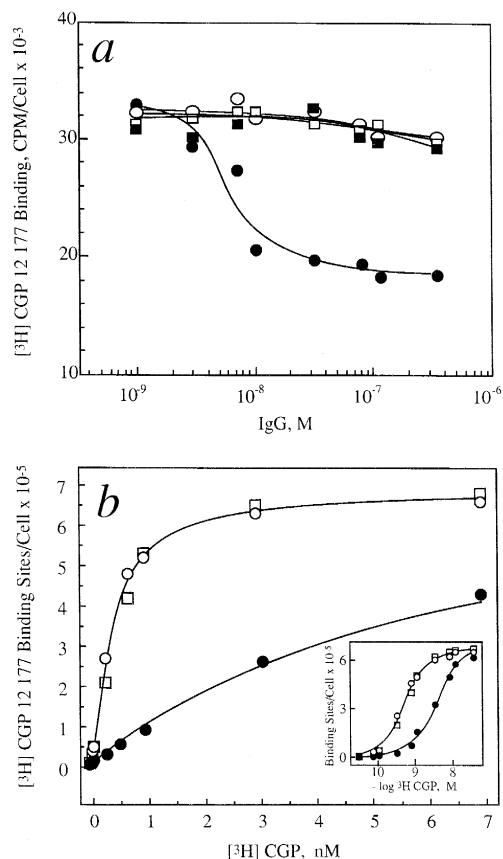 a
[³H] CGP 12 177 Binding, CPM/Cell x 10⁻³
40
30
20
10
10⁻⁹ 10⁻⁸ 10⁻⁷ 10⁻⁶
IgG, M
b
[³H] CGP 12 177 Binding Sites/Cell x 10⁻⁵
7
6
5
4
3
2
1
0
0 1 2 3 4 5 6 7
[³H] CGP, nM
Binding Sites/Cell x 10⁻⁵
6
3
0
10 9 8
- log ³H CGP, M